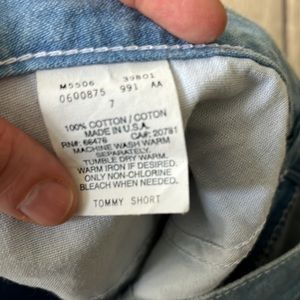 M5506 39801
0600875 991 AA
7
100% COTTON / COTON
MADE IN U.S.A.
RN#: 66476 CA#: 20781
MACHINE WASH WARM
SEPARATELY.
TUMBLE DRY WARM.
WARM IRON IF DESIRED.
ONLY NON-CHLORINE
BLEACH WHEN NEEDED.
TOMMY SHORT